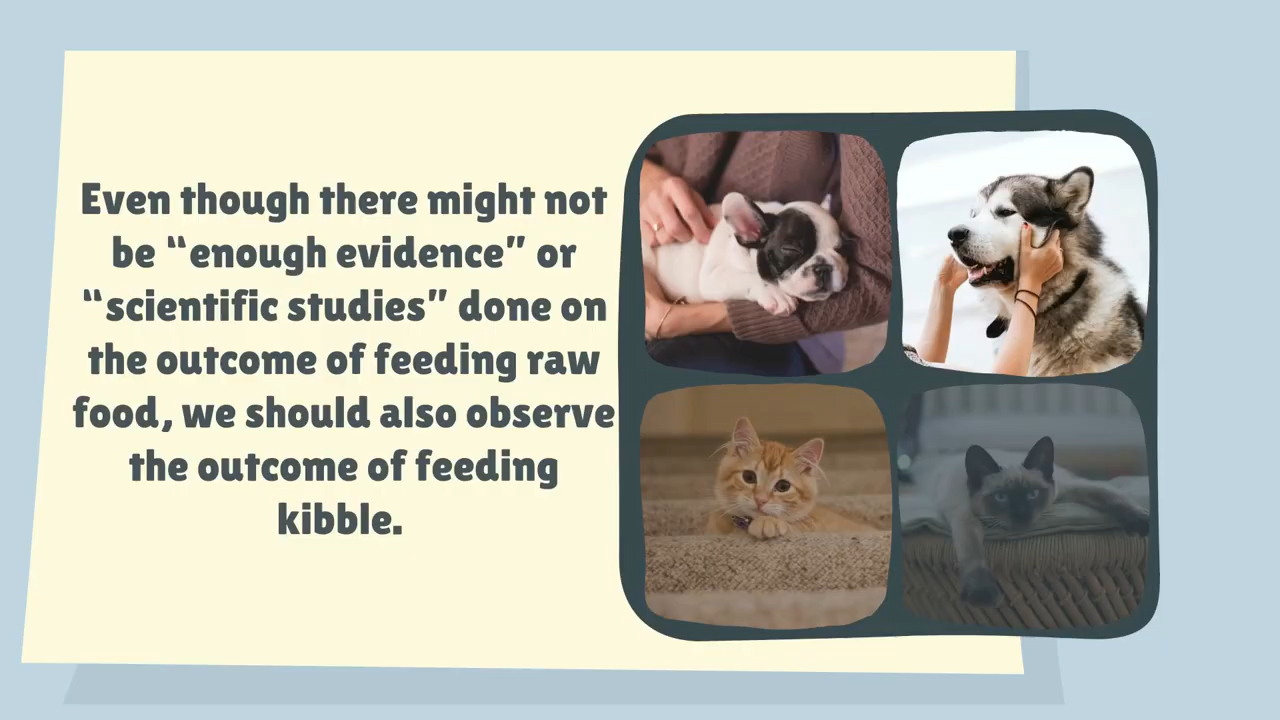 Even though there might not
be “enough evidence” or
“scientific studies” done on
the outcome of feeding raw
food, we should also observe
the outcome of feeding
kibble.